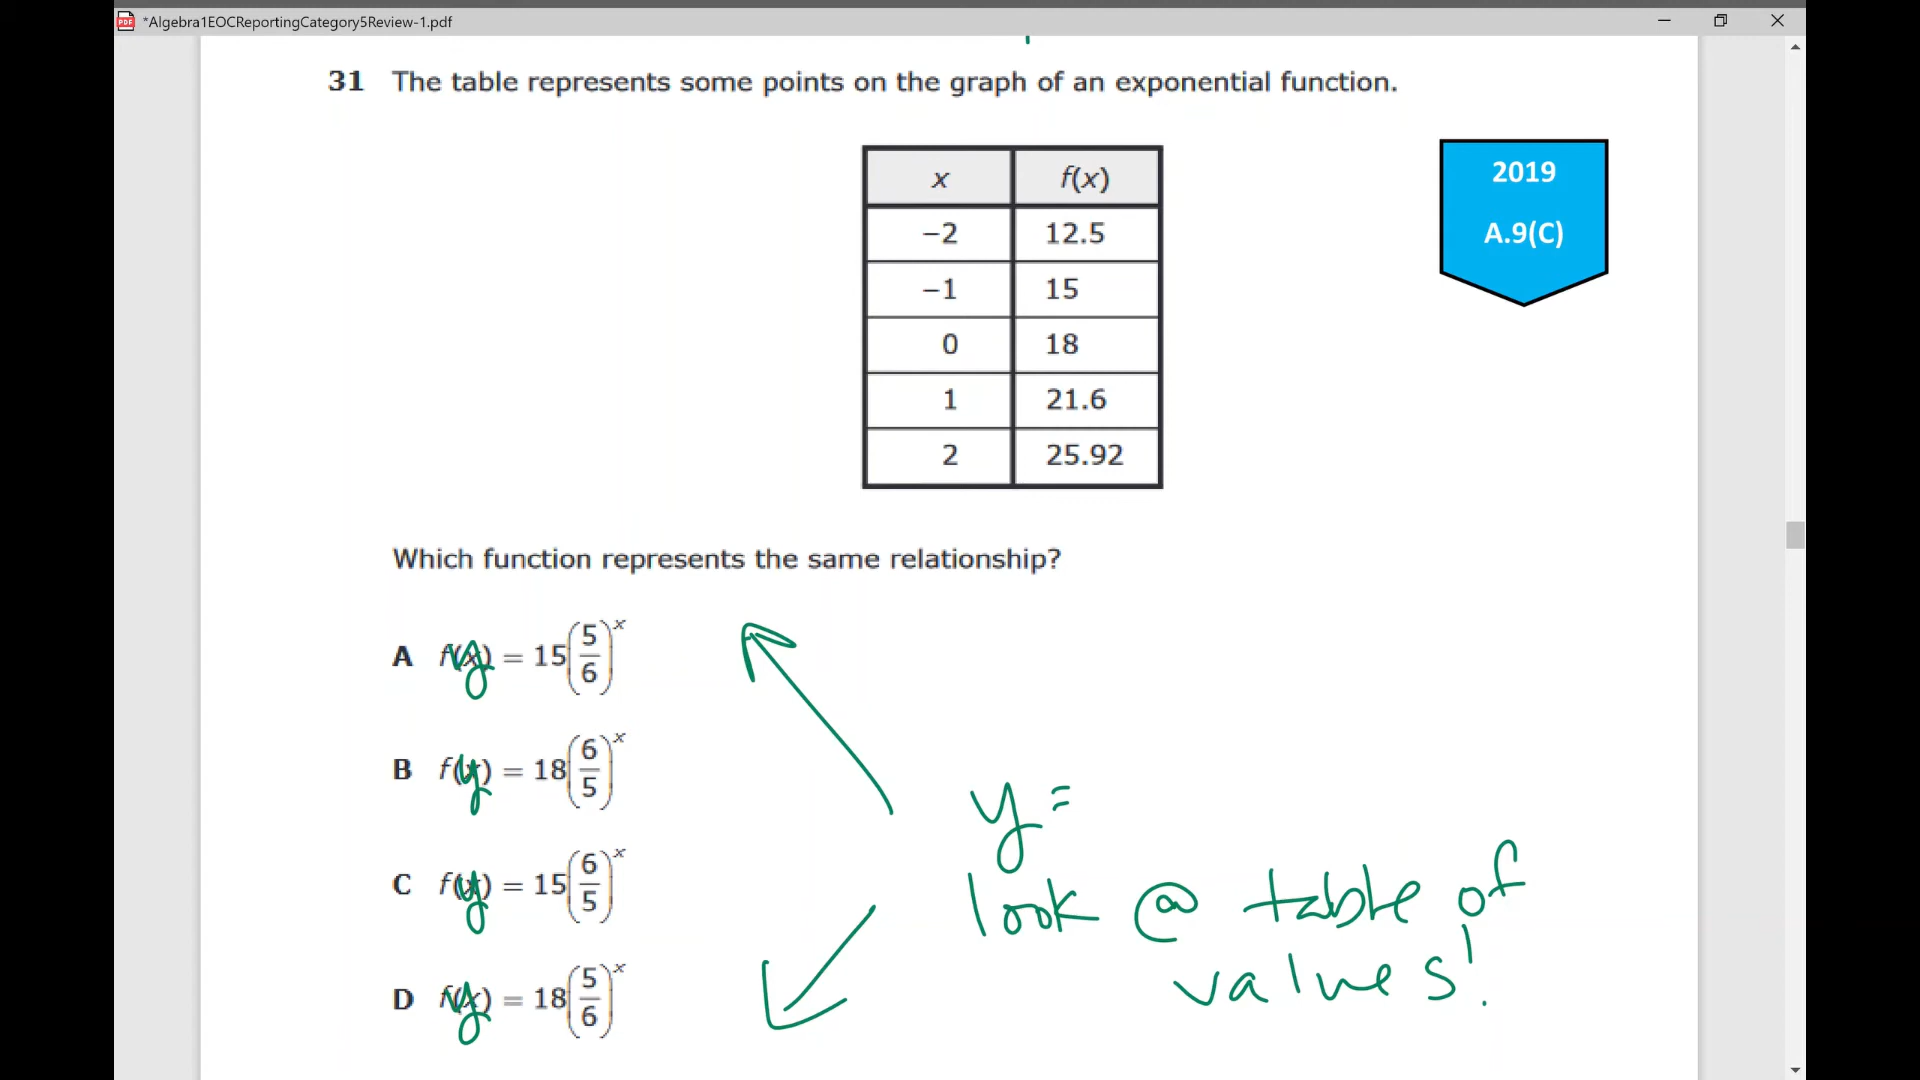 *Algebra1EOCReportingCategory5Review-1.pdf
31 The table represents some points on the graph of an exponential function.
x f(x)
−2 12.5
−1 15
0 18
1 21.6
2 25.92
2019
A.9(C)
Which function represents the same relationship?
A f(x) = 15(5/6)^x
y
B f(x) = 18(6/5)^x
y
C f(x) = 15(6/5)^x
y
D f(x) = 18(5/6)^x
y
y =
look @ table of
values!